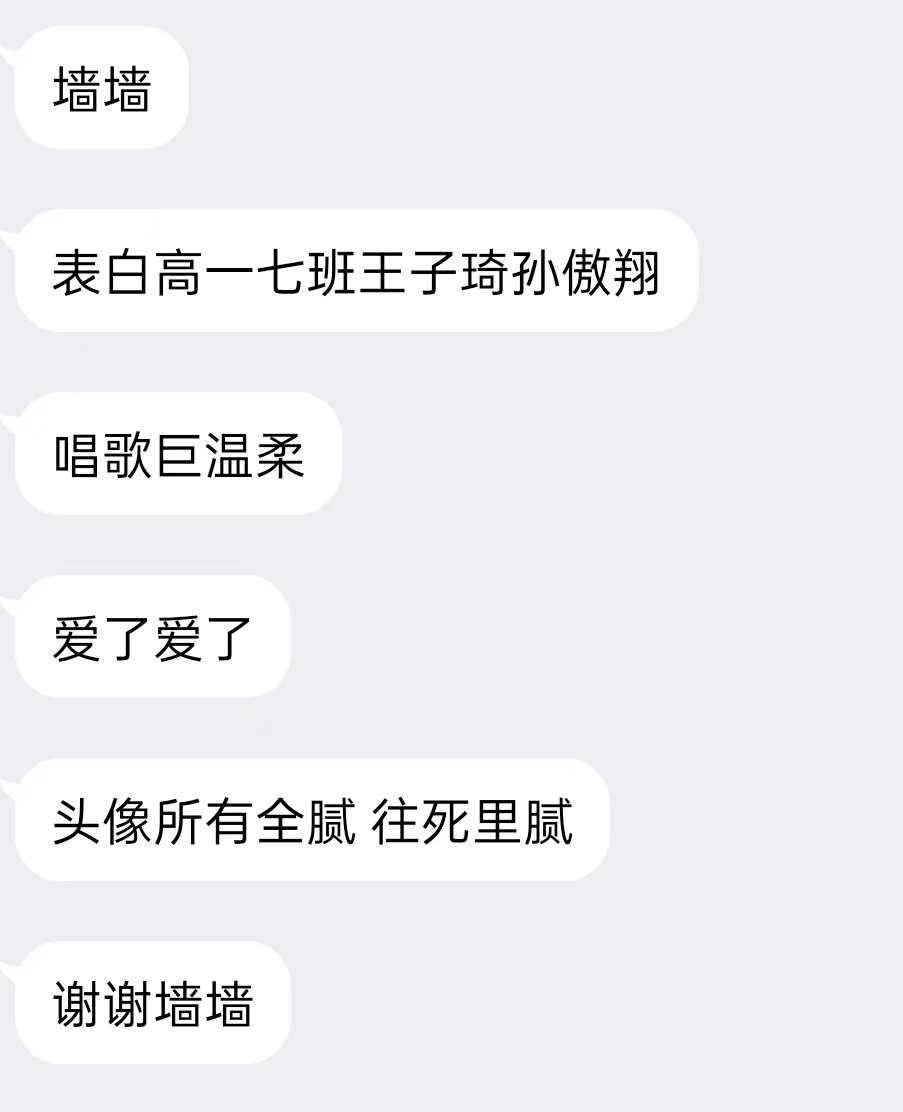 墙墙
表白高一七班王子琦孙傲翔
唱歌巨温柔
爱了爱了
头像所有全腻 往死里腻
谢谢墙墙